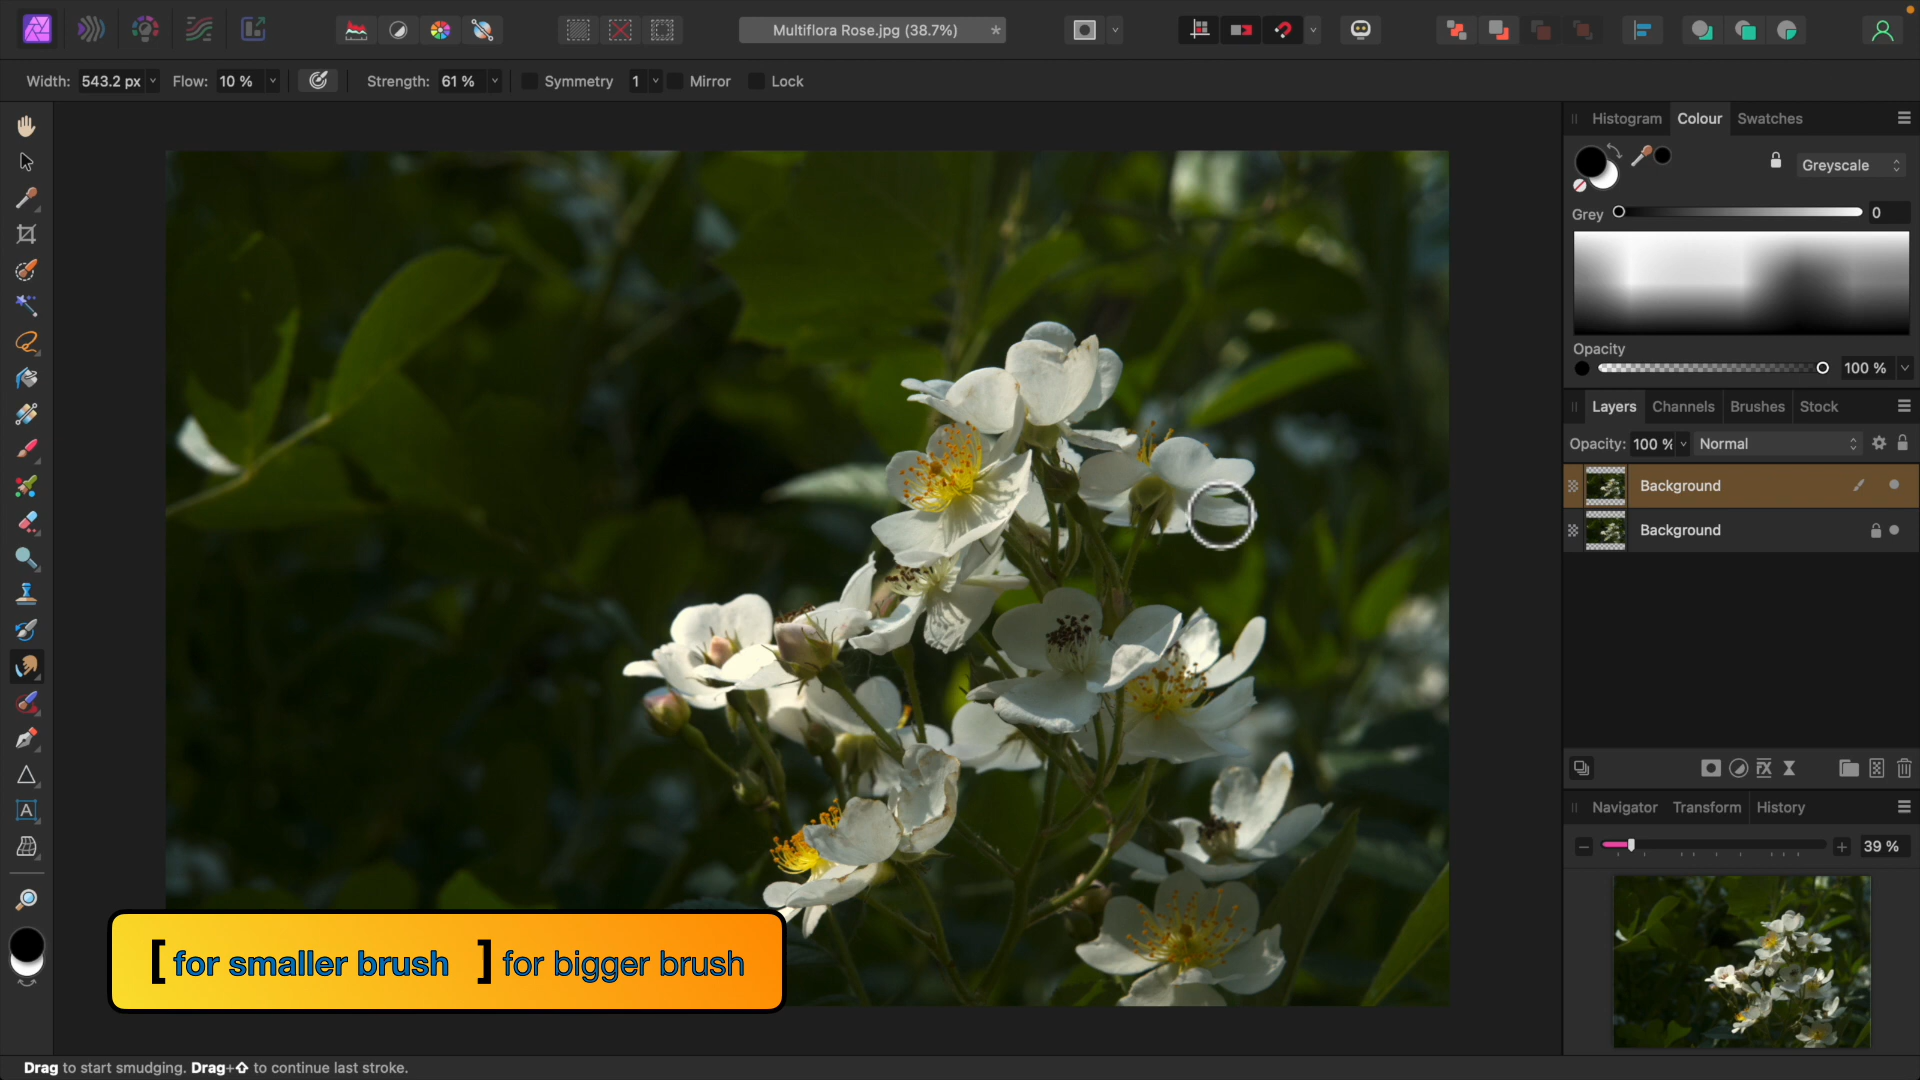 Multiflora Rose.jpg (38.7%) *
Width: 543.2 px Flow: 10 % Strength: 61 % Symmetry 1 Mirror Lock
Histogram Colour Swatches
Greyscale
Grey 0
Opacity
100 %
Layers Channels Brushes Stock
Opacity: 100 % Normal
Background
Background
Navigator Transform History
39 %
[ for smaller brush ] for bigger brush
Drag to start smudging. Drag+⇧ to continue last stroke.